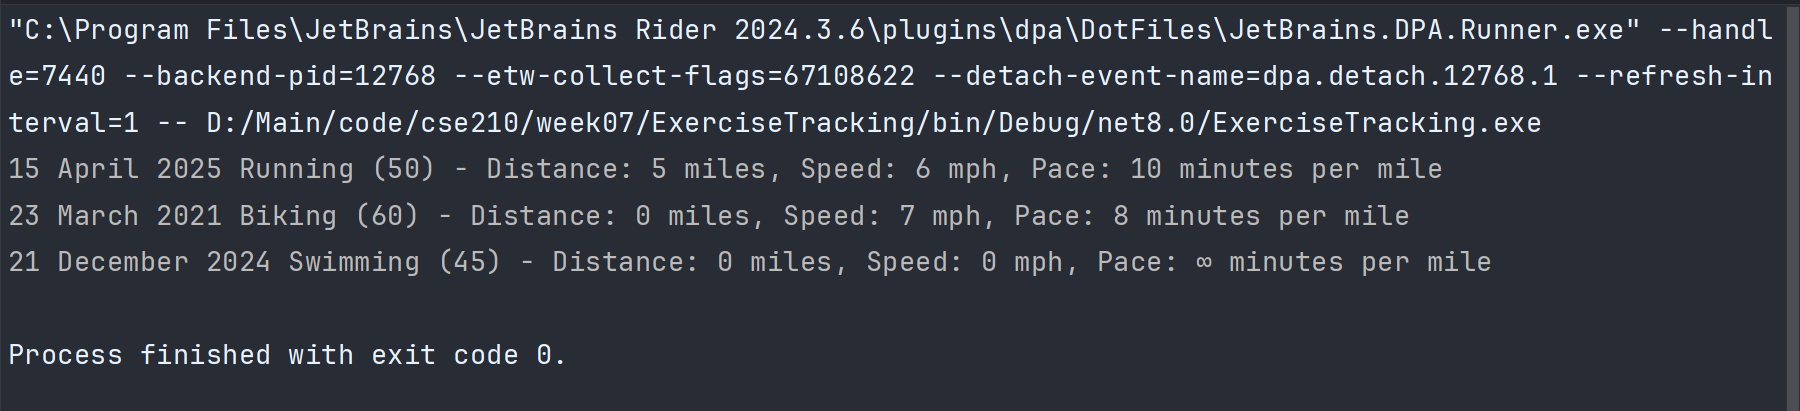 "C:\Program Files\JetBrains\JetBrains Rider 2024.3.6\plugins\dpa\DotFiles\JetBrains.DPA.Runner.exe" --handl
e=7440 --backend-pid=12768 --etw-collect-flags=67108622 --detach-event-name=dpa.detach.12768.1 --refresh-in
terval=1 -- D:/Main/code/cse210/week07/ExerciseTracking/bin/Debug/net8.0/ExerciseTracking.exe
15 April 2025 Running (50) - Distance: 5 miles, Speed: 6 mph, Pace: 10 minutes per mile
23 March 2021 Biking (60) - Distance: 0 miles, Speed: 7 mph, Pace: 8 minutes per mile
21 December 2024 Swimming (45) - Distance: 0 miles, Speed: 0 mph, Pace: ∞ minutes per mile
Process finished with exit code 0.